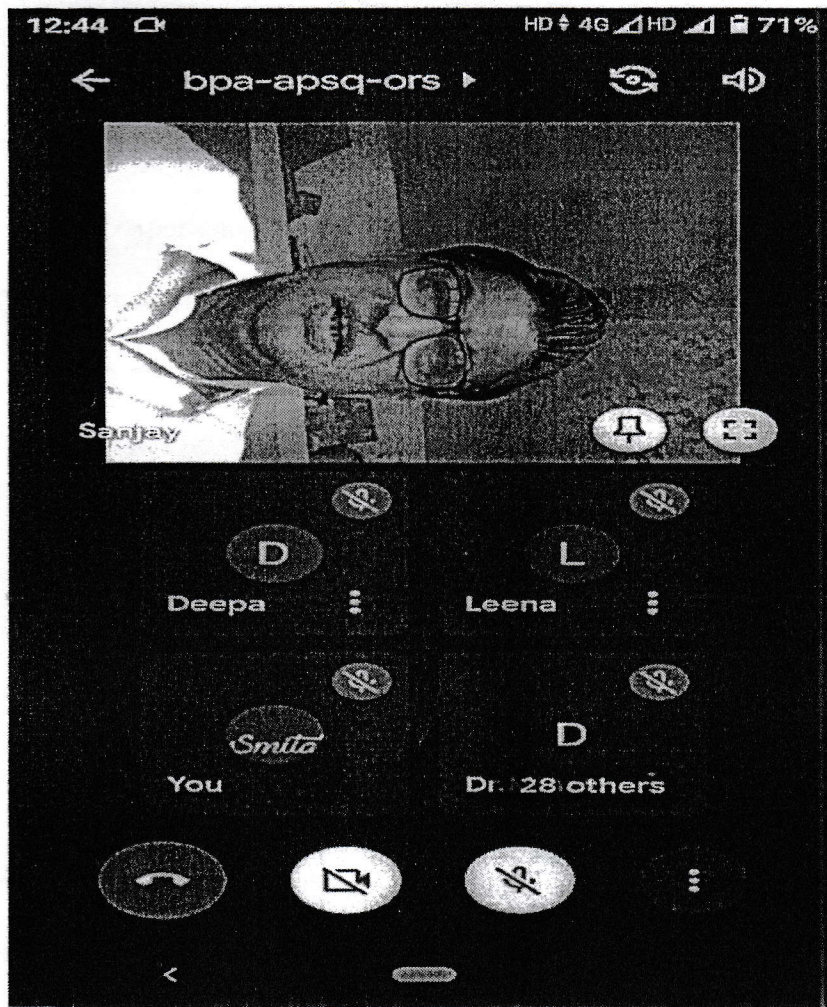 12:44 HD 4G HD 71%
bpa-apsq-ors
Sanjay
D L
Deepa Leena
Smita D
You Dr. 28 others